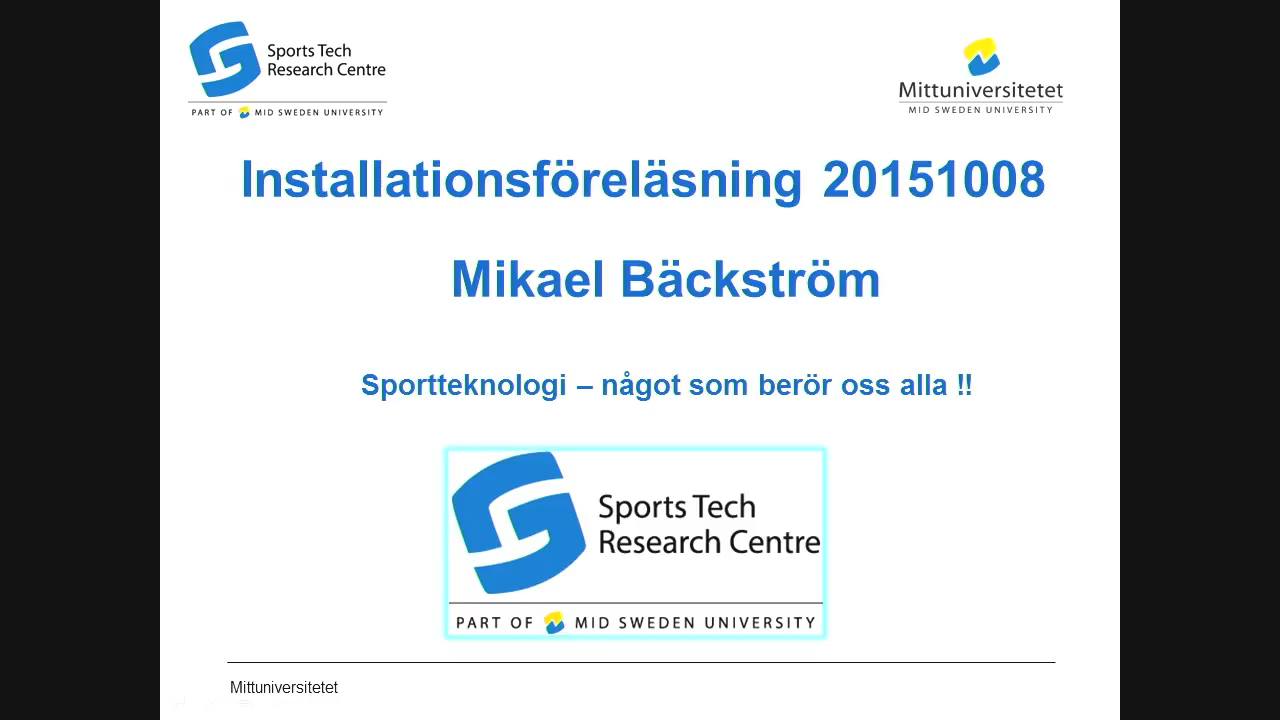 Sports Tech
Research Centre
PART OF MID SWEDEN UNIVERSITY
Mittuniversitetet
MID SWEDEN UNIVERSITY
Installationsföreläsning 20151008
Mikael Bäckström
Sportteknologi – något som berör oss alla !!
Sports Tech
Research Centre
PART OF MID SWEDEN UNIVERSITY
Mittuniversitetet